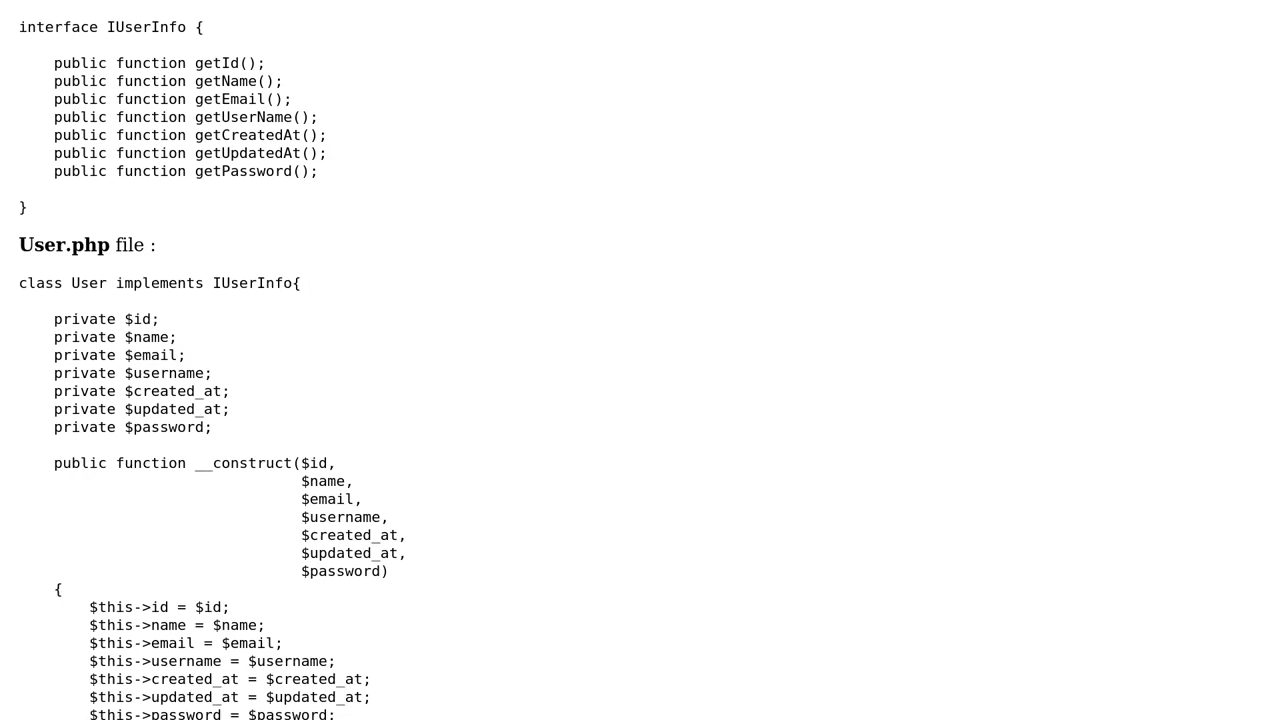 interface IUserInfo {
public function getId();
public function getName();
public function getEmail();
public function getUserName();
public function getCreatedAt();
public function getUpdatedAt();
public function getPassword();
}
User.php file :
class User implements IUserInfo{
private $id;
private $name;
private $email;
private $username;
private $created_at;
private $updated_at;
private $password;
public function __construct($id,
$name,
$email,
$username,
$created_at,
$updated_at,
$password)
{
$this->id = $id;
$this->name = $name;
$this->email = $email;
$this->username = $username;
$this->created_at = $created_at;
$this->updated_at = $updated_at;
$this->password = $password;